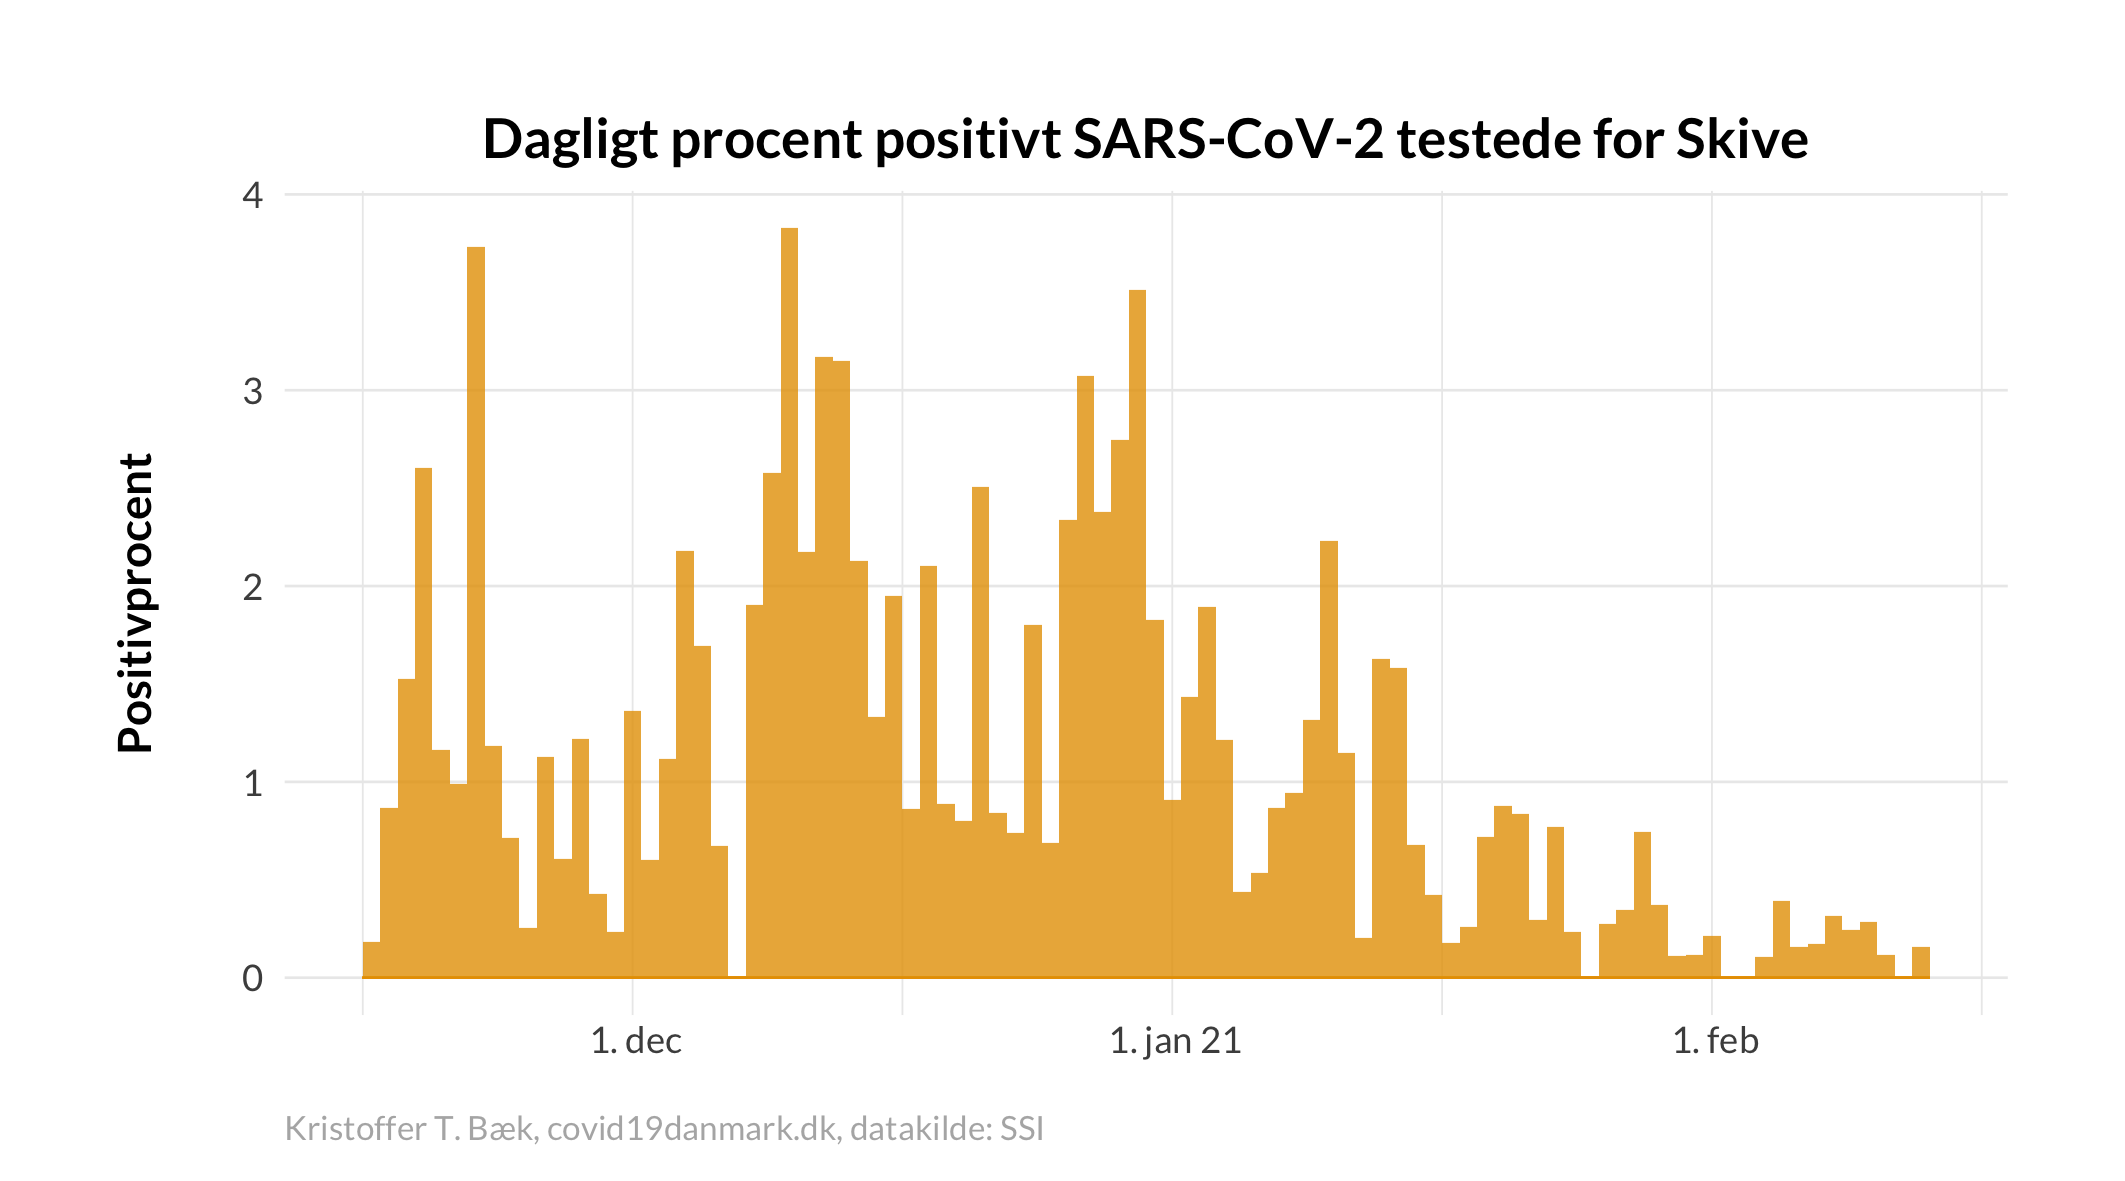 Dagligt procent positivt SARS-CoV-2 testede for Skive
Positivprocent
4
3
2
1
0
1. dec
1. jan 21
1. feb
Kristoffer T. Bæk, covid19danmark.dk, datakilde: SSI